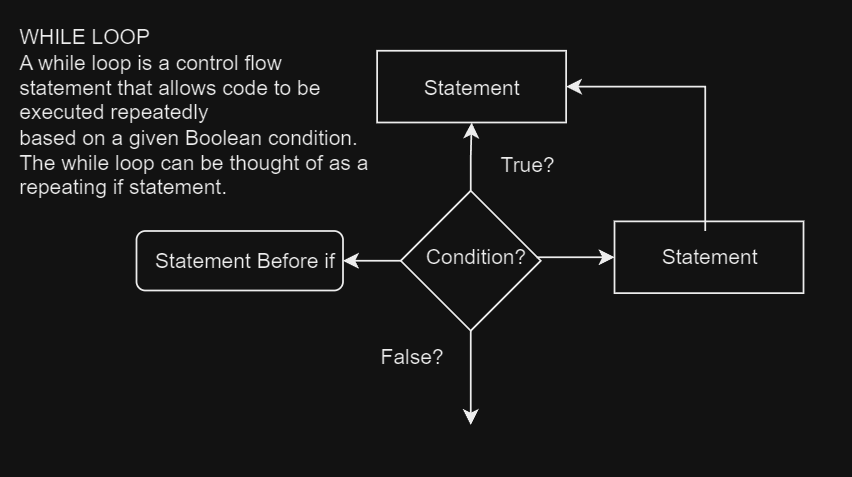 WHILE LOOP
A while loop is a control flow
statement that allows code to be
executed repeatedly
based on a given Boolean condition.
The while loop can be thought of as a
repeating if statement.
Statement
True?
Statement Before if
Condition?
Statement
False?